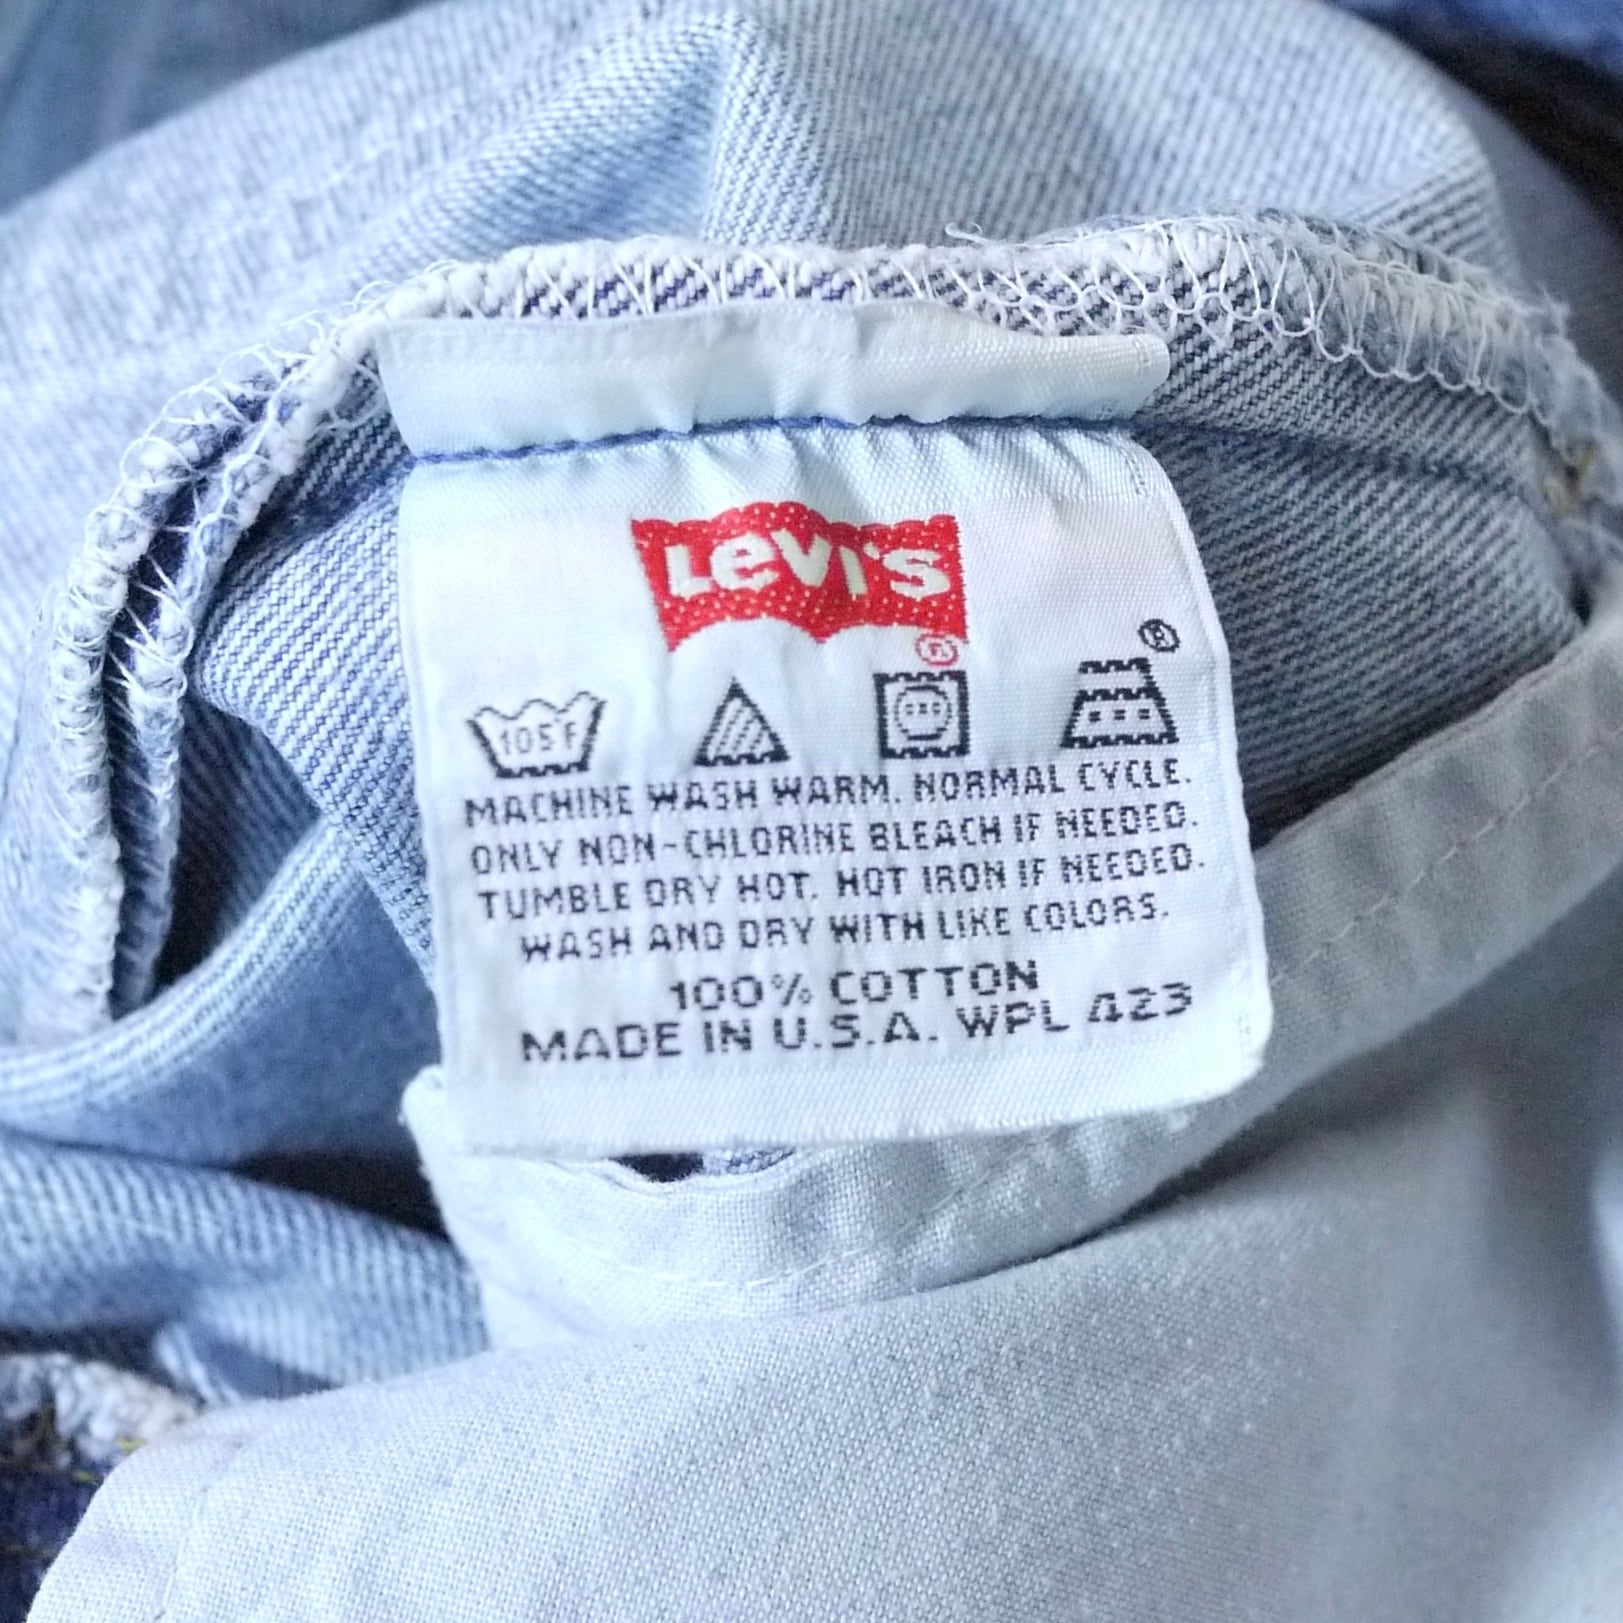 Levi's
®
®
105°F
MACHINE WASH WARM. NORMAL CYCLE.
ONLY NON-CHLORINE BLEACH IF NEEDED.
TUMBLE DRY HOT. HOT IRON IF NEEDED.
WASH AND DRY WITH LIKE COLORS.
100% COTTON
MADE IN U.S.A. WPL 423